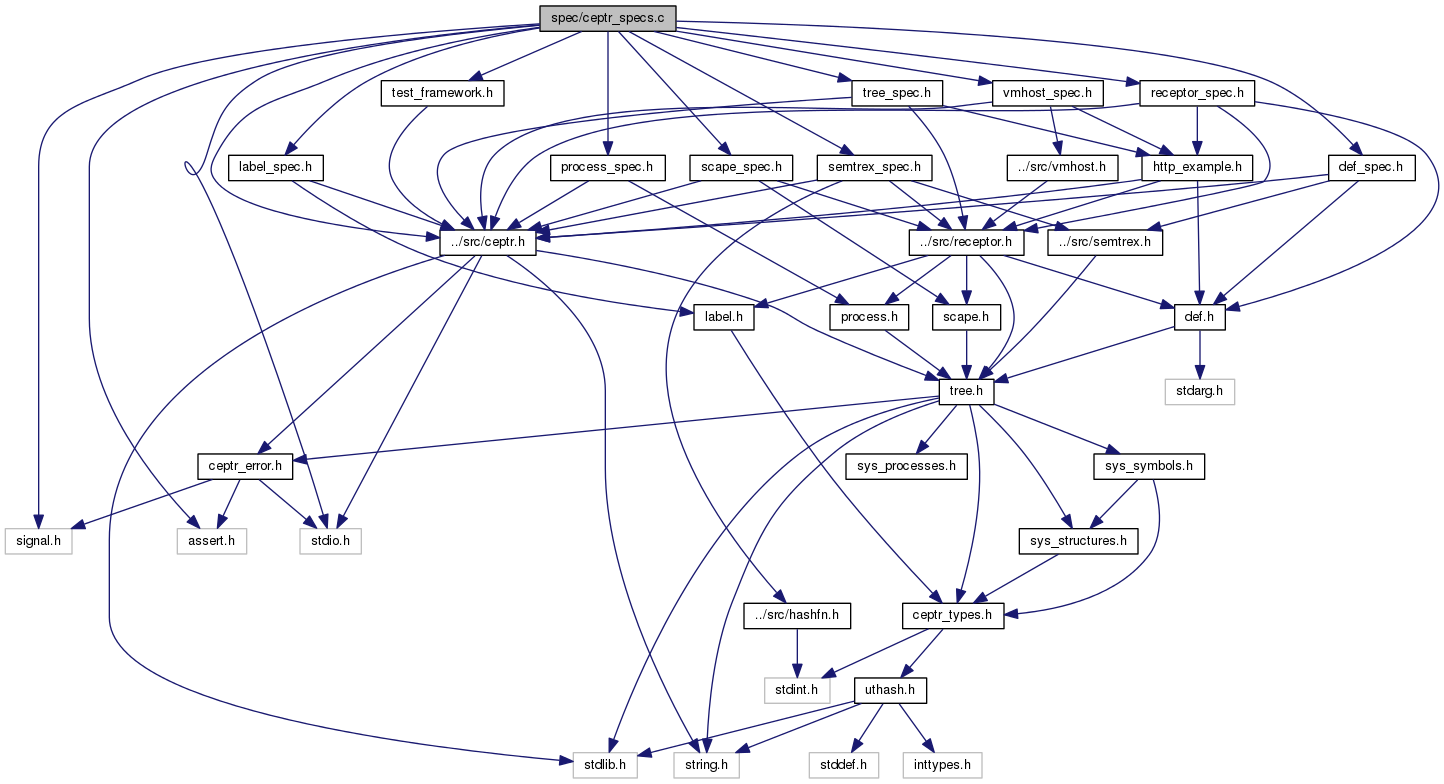 spec/ceptr_specs.c
test_framework.h
tree_spec.h
vmhost_spec.h
receptor_spec.h
label_spec.h
process_spec.h
scape_spec.h
semtrex_spec.h
../src/vmhost.h
http_example.h
def_spec.h
../src/ceptr.h
../src/receptor.h
../src/semtrex.h
label.h
process.h
scape.h
def.h
tree.h
stdarg.h
ceptr_error.h
sys_processes.h
sys_symbols.h
signal.h
assert.h
stdio.h
sys_structures.h
../src/hashfn.h
ceptr_types.h
stdint.h
uthash.h
stdlib.h
string.h
stddef.h
inttypes.h